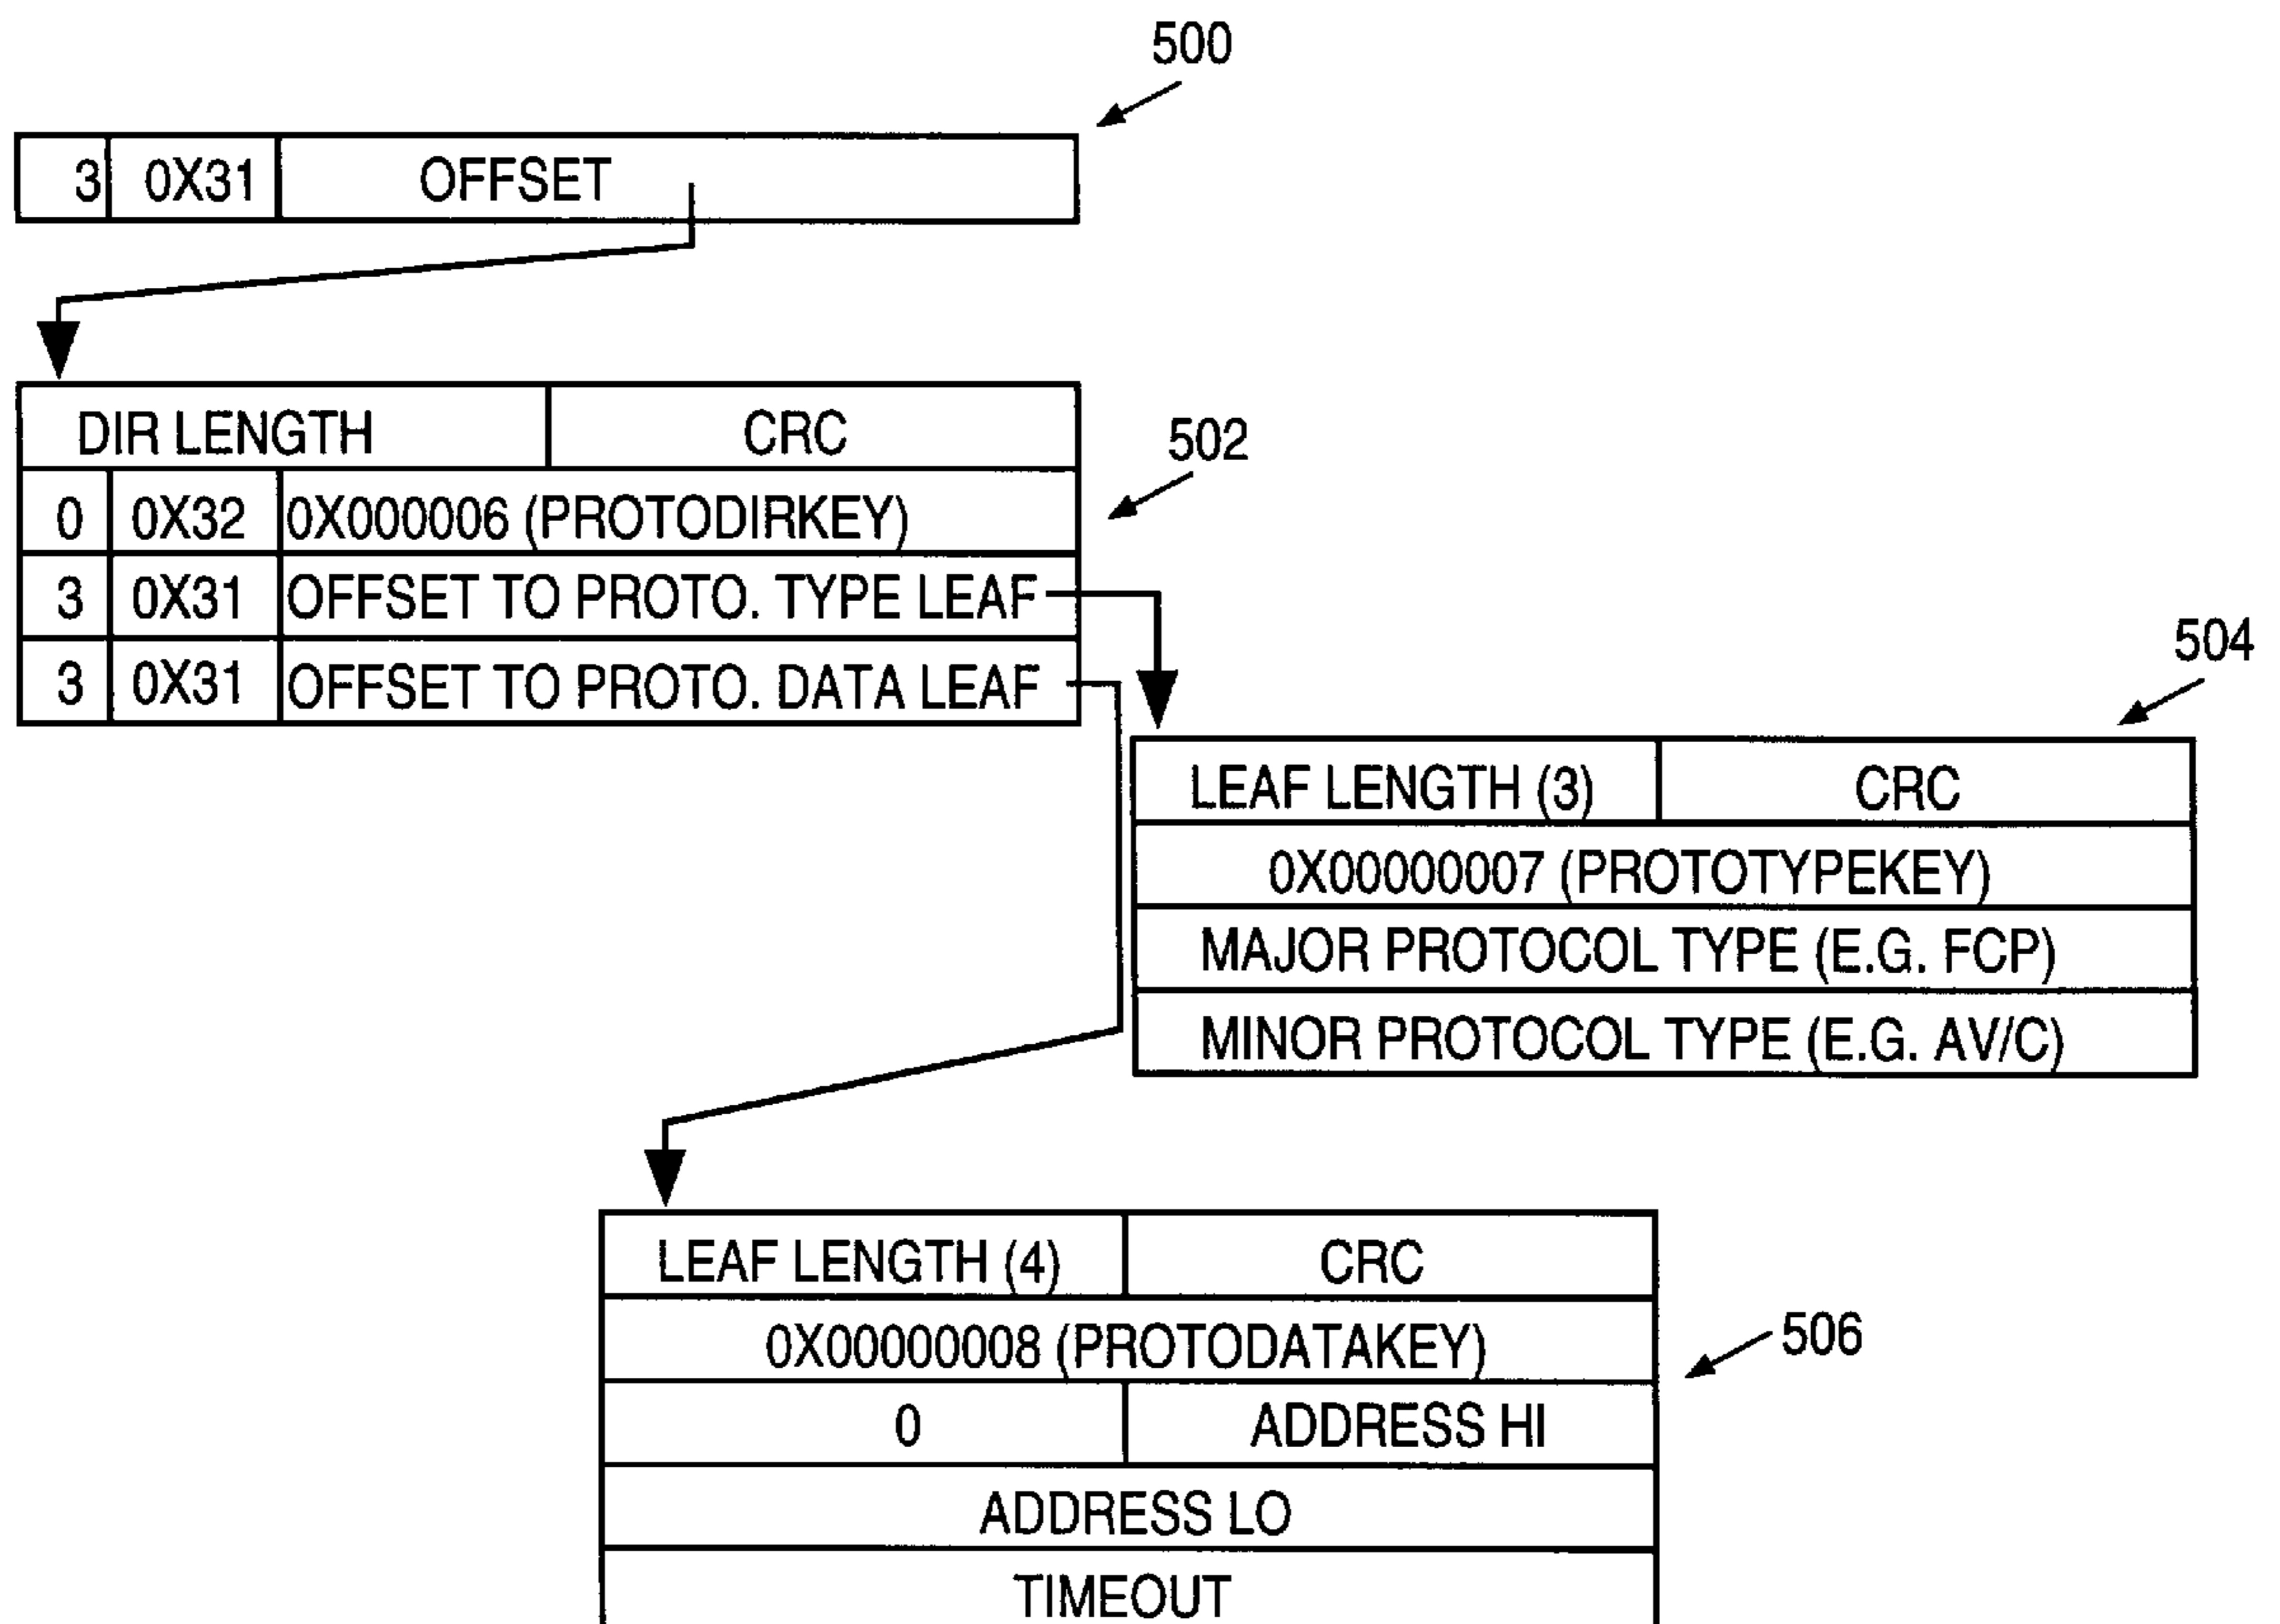 500
3 0X31 OFFSET
DIR LENGTH CRC
502
0 0X32 0X000006 (PROTODIRKEY)
3 0X31 OFFSET TO PROTO. TYPE LEAF
3 0X31 OFFSET TO PROTO. DATA LEAF
504
LEAF LENGTH (3) CRC
0X00000007 (PROTOTYPEKEY)
MAJOR PROTOCOL TYPE (E.G. FCP)
MINOR PROTOCOL TYPE (E.G. AV/C)
LEAF LENGTH (4) CRC
0X00000008 (PROTODATAKEY)
506
0 ADDRESS HI
ADDRESS LO
TIMEOUT